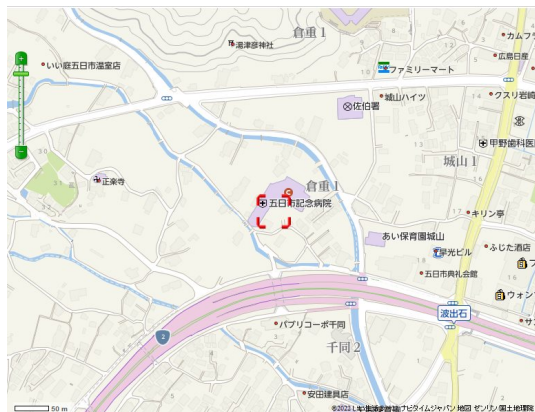 カムフ
倉重1
湯津彦神社
広島日産
いい庭五日市温室店
ファミリーマート
城山ハイツ
クスリ岩崎
佐伯署
甲野歯科医
城山1
正楽寺
倉重1
五日市記念病院
キリン亭
あい保育園城山
ふじた酒店
早光ビル
五日市典礼会館
ウォン
2
波出石
パブリコーポ千同
サン
千同2
安田建具店
50 m